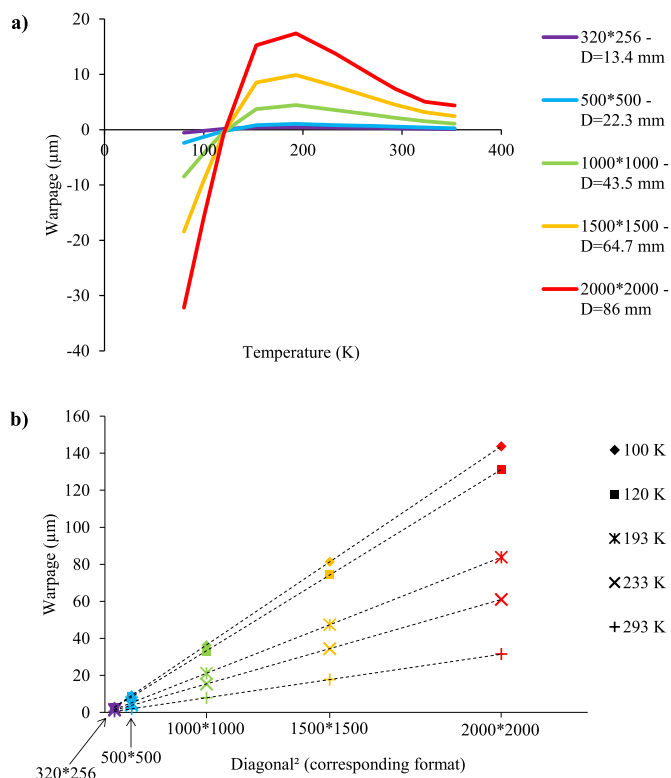 a)
20
10
0
-10
-20
-30
-40
0
100
200
300
400
Warpage (µm)
Temperature (K)
320*256 -
D=13.4 mm
500*500 -
D=22.3 mm
1000*1000 -
D=43.5 mm
1500*1500 -
D=64.7 mm
2000*2000 -
D=86 mm
b)
160
140
120
100
80
60
40
20
0
Warpage (µm)
100 K
120 K
193 K
233 K
293 K
320*256
500*500
1000*1000
1500*1500
2000*2000
Diagonal² (corresponding format)